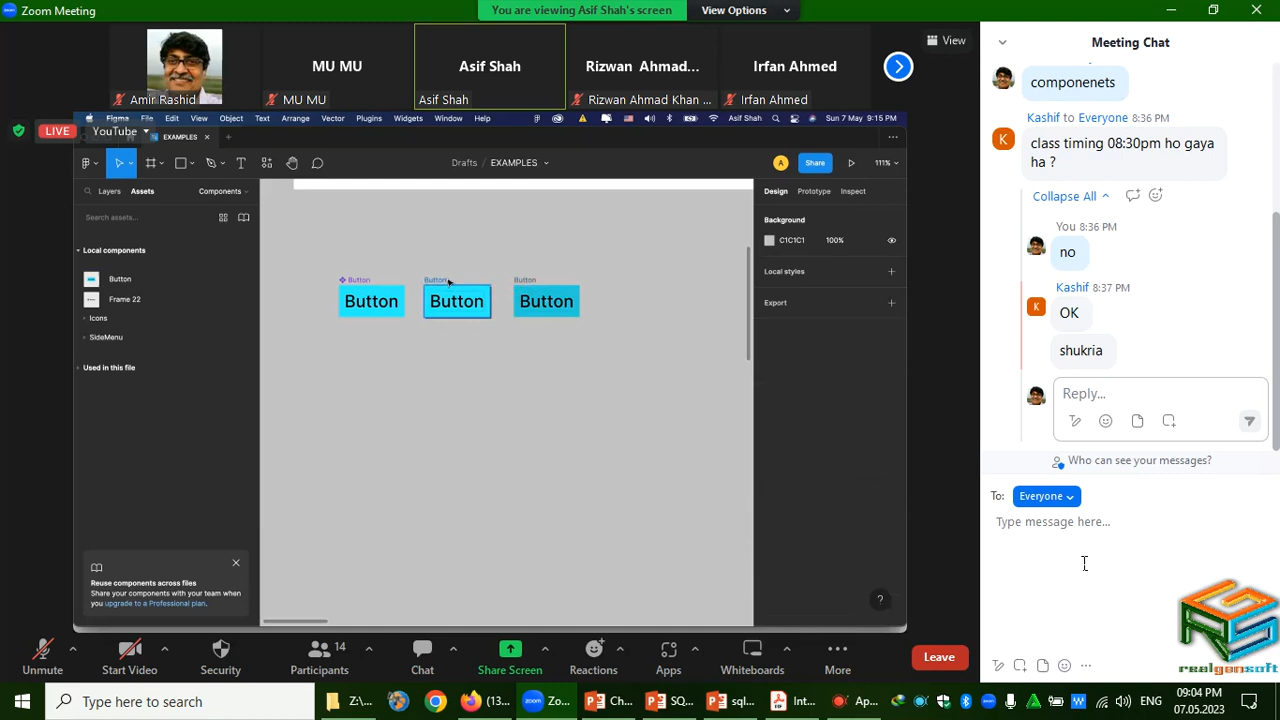 Zoom Meeting
You are viewing Asif Shah's screen
View Options
MU MU
Asif Shah
Rizwan Ahmad...
Irfan Ahmed
View
Amir Rashid
MU MU
Asif Shah
Rizwan Ahmad Khan ...
Irfan Ahmed
Figma File Edit View Object Text Arrange Vector Plugins Widgets Window Help
Asif Shah
Sun 7 May 9:15 PM
LIVE
YouTube
EXAMPLES
Drafts / EXAMPLES
A
Share
111%
Layers
Assets
Components
Design
Prototype
Inspect
Search assets...
Background
C1C1C1
100%
Local components
Button
Frame 22
Icons
SideMenu
Used in this file
Local styles
Export
Button
Button
Button
Button
Button
Button
Reuse components across files
Share your components with your team when
you upgrade to a Professional plan.
?
Meeting Chat
componenets
Kashif to Everyone 8:36 PM
K
class timing 08:30pm ho gaya
ha ?
Collapse All
You 8:36 PM
no
Kashif 8:37 PM
K
OK
shukria
Reply...
Who can see your messages?
To:
Everyone
Type message here...
realgensoft
Unmute
Start Video
Security
14
Participants
Chat
Share Screen
Reactions
Apps
Whiteboards
More
Leave
Type here to search
Z:\...
(13...
Zo...
Ch...
SQ...
sql...
Int...
Ap...
ENG
09:04 PM
07.05.2023